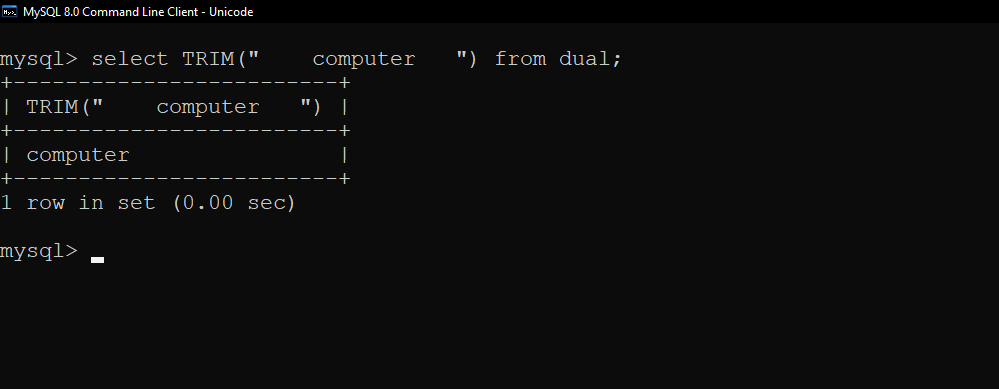 MySQL 8.0 Command Line Client - Unicode
mysql> select TRIM("    computer   ") from dual;
+-------------------------+
| TRIM("    computer   ") |
+-------------------------+
| computer                |
+-------------------------+
1 row in set (0.00 sec)
mysql>